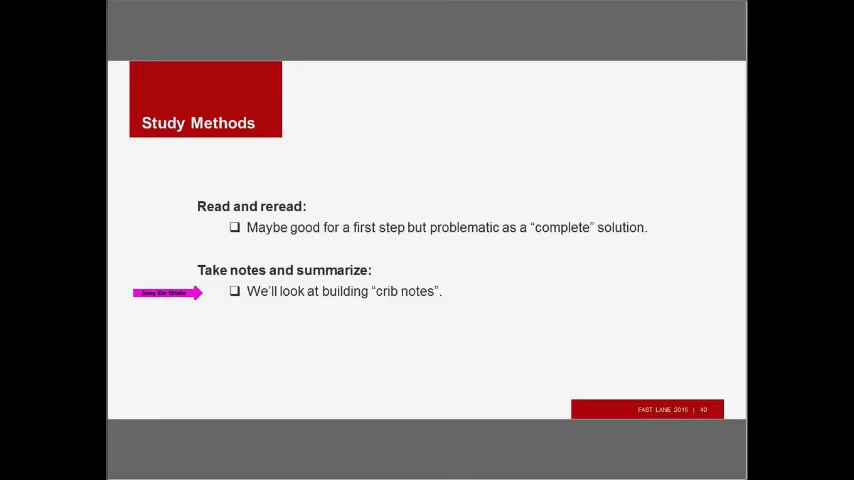 Study Methods
Read and reread:
❑ Maybe good for a first step but problematic as a “complete” solution.
Take notes and summarize:
❑ We’ll look at building “crib notes”.
FAST LANE 2016 | 40